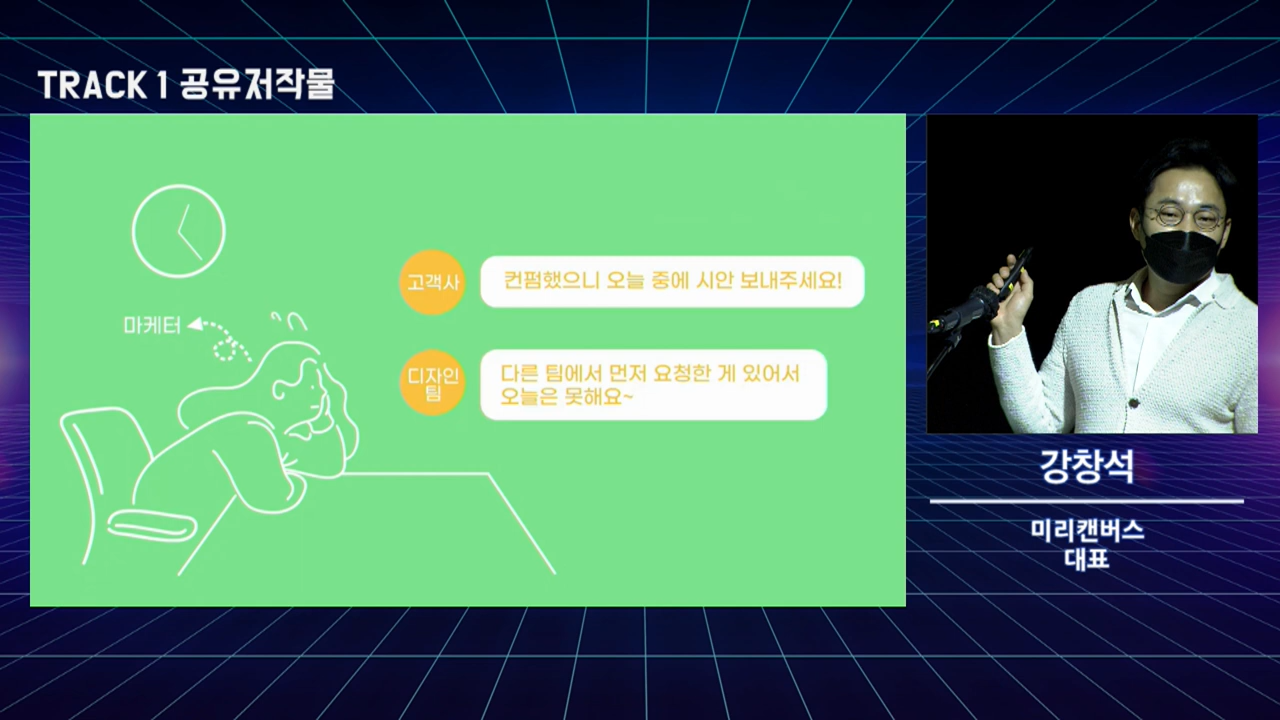 TRACK 1 공유저작물
고객사
컨펌했으니 오늘 중에 시안 보내주세요!
마케터
디자인
팀
다른 팀에서 먼저 요청한 게 있어서
오늘은 못해요~
강창석
미리캔버스
대표